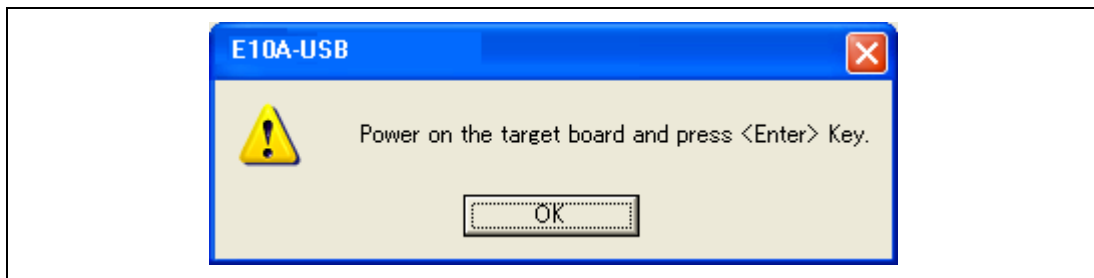 E10A-USB
Power on the target board and press <Enter> Key.
OK